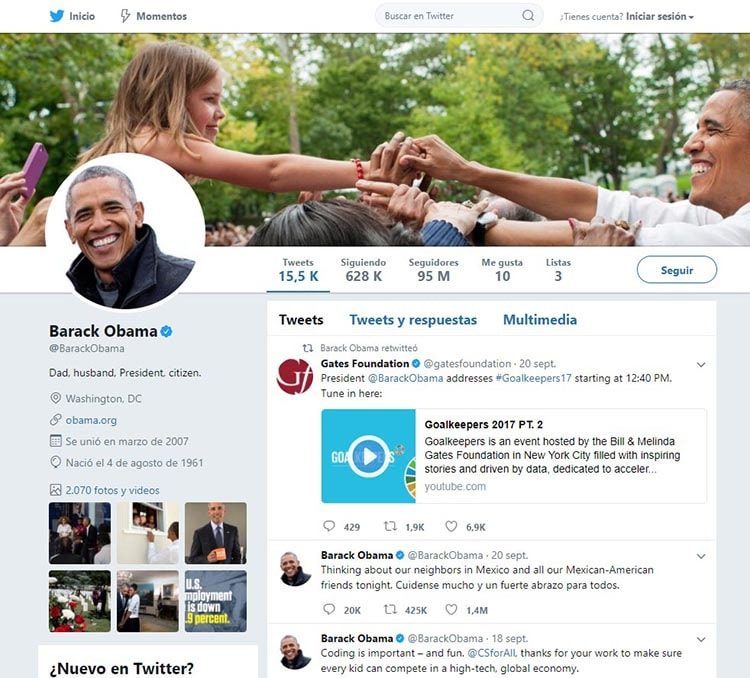 Inicio
Momentos
Buscar en Twitter
¿Tienes cuenta? Iniciar sesión
Tweets
15,5 K
Siguiendo
628 K
Seguidores
95 M
Me gusta
10
Listas
3
Seguir
Barack Obama
@BarackObama
Dad, husband, President, citizen.
Washington, DC
obama.org
Se unió en marzo de 2007
Nació el 4 de agosto de 1961
2.070 fotos y videos
U.S.
mployment
is down
.9 percent.
¿Nuevo en Twitter?
Tweets
Tweets y respuestas
Multimedia
Barack Obama retwitteó
Gates Foundation @gatesfoundation · 20 sept.
President @BarackObama addresses #Goalkeepers17 starting at 12:40 PM.
Tune in here:
Goalkeepers 2017 PT. 2
Goalkeepers is an event hosted by the Bill & Melinda
Gates Foundation in New York City filled with inspiring
stories and driven by data, dedicated to acceler...
youtube.com
429 1,9K 6,9K
Barack Obama @BarackObama · 20 sept.
Thinking about our neighbors in Mexico and all our Mexican-American
friends tonight. Cuidense mucho y un fuerte abrazo para todos.
20K 425K 1,4M
Barack Obama @BarackObama · 18 sept.
Coding is important – and fun. @CSforAll, thanks for your work to make sure
every kid can compete in a high-tech, global economy.